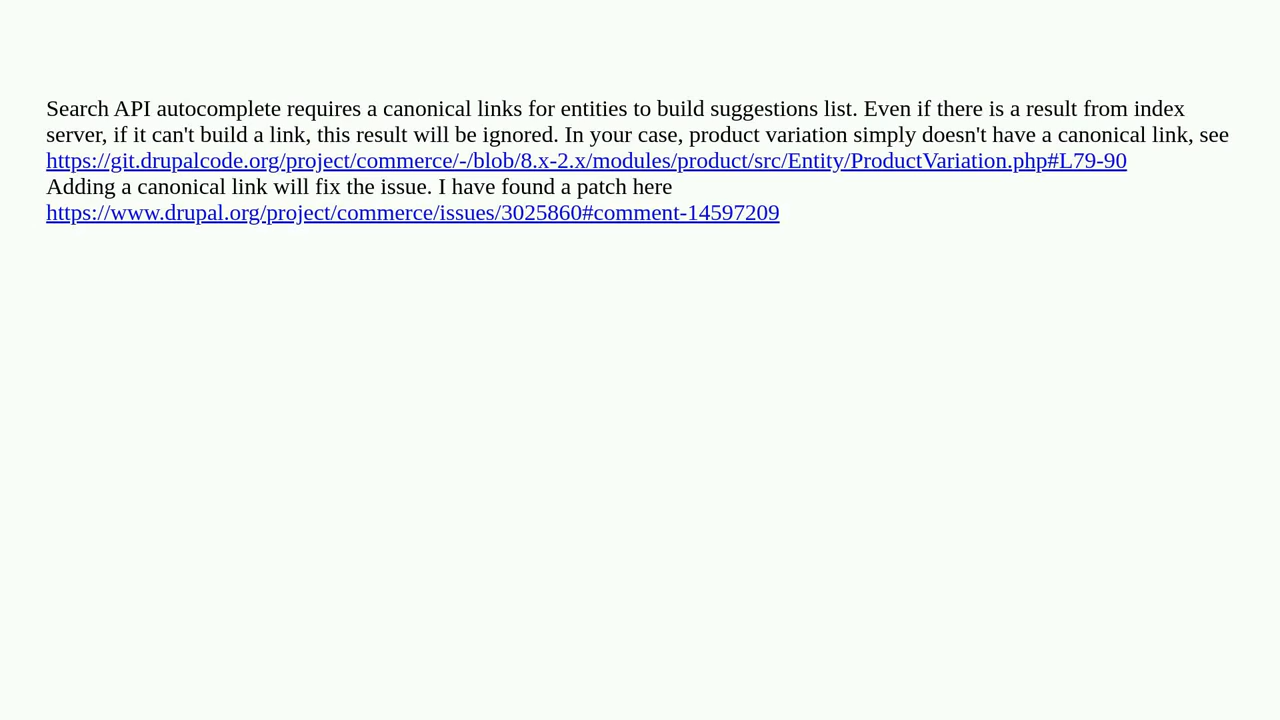 Search API autocomplete requires a canonical links for entities to build suggestions list. Even if there is a result from index
server, if it can't build a link, this result will be ignored. In your case, product variation simply doesn't have a canonical link, see
https://git.drupalcode.org/project/commerce/-/blob/8.x-2.x/modules/product/src/Entity/ProductVariation.php#L79-90
Adding a canonical link will fix the issue. I have found a patch here
https://www.drupal.org/project/commerce/issues/3025860#comment-14597209